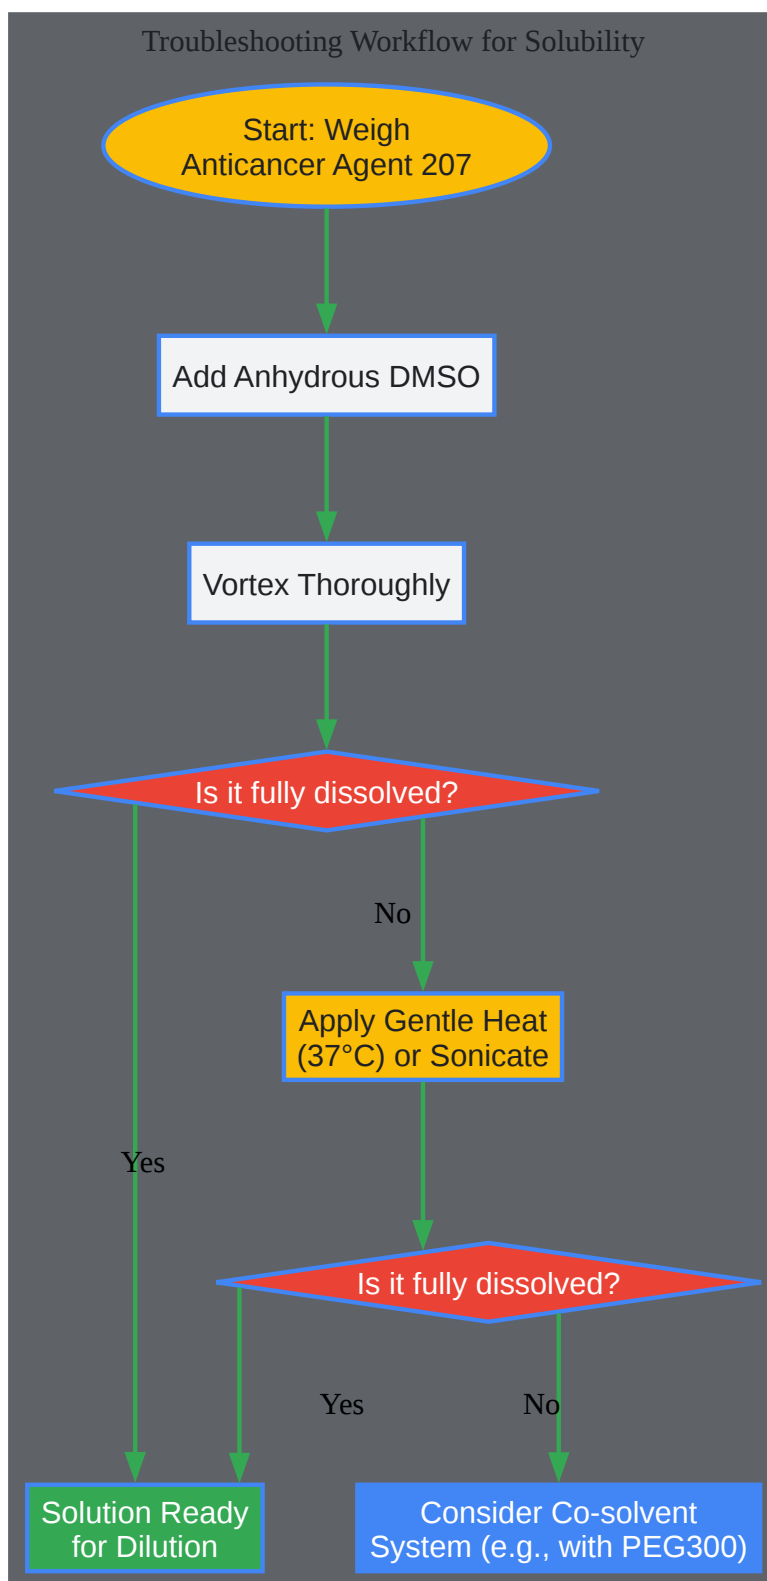 Troubleshooting Workflow for Solubility
Start: Weigh
Anticancer Agent 207
Add Anhydrous DMSO
Vortex Thoroughly
Is it fully dissolved?
No
Apply Gentle Heat
(37°C) or Sonicate
Yes
Is it fully dissolved?
Yes
No
Solution Ready
for Dilution
Consider Co-solvent
System (e.g., with PEG300)